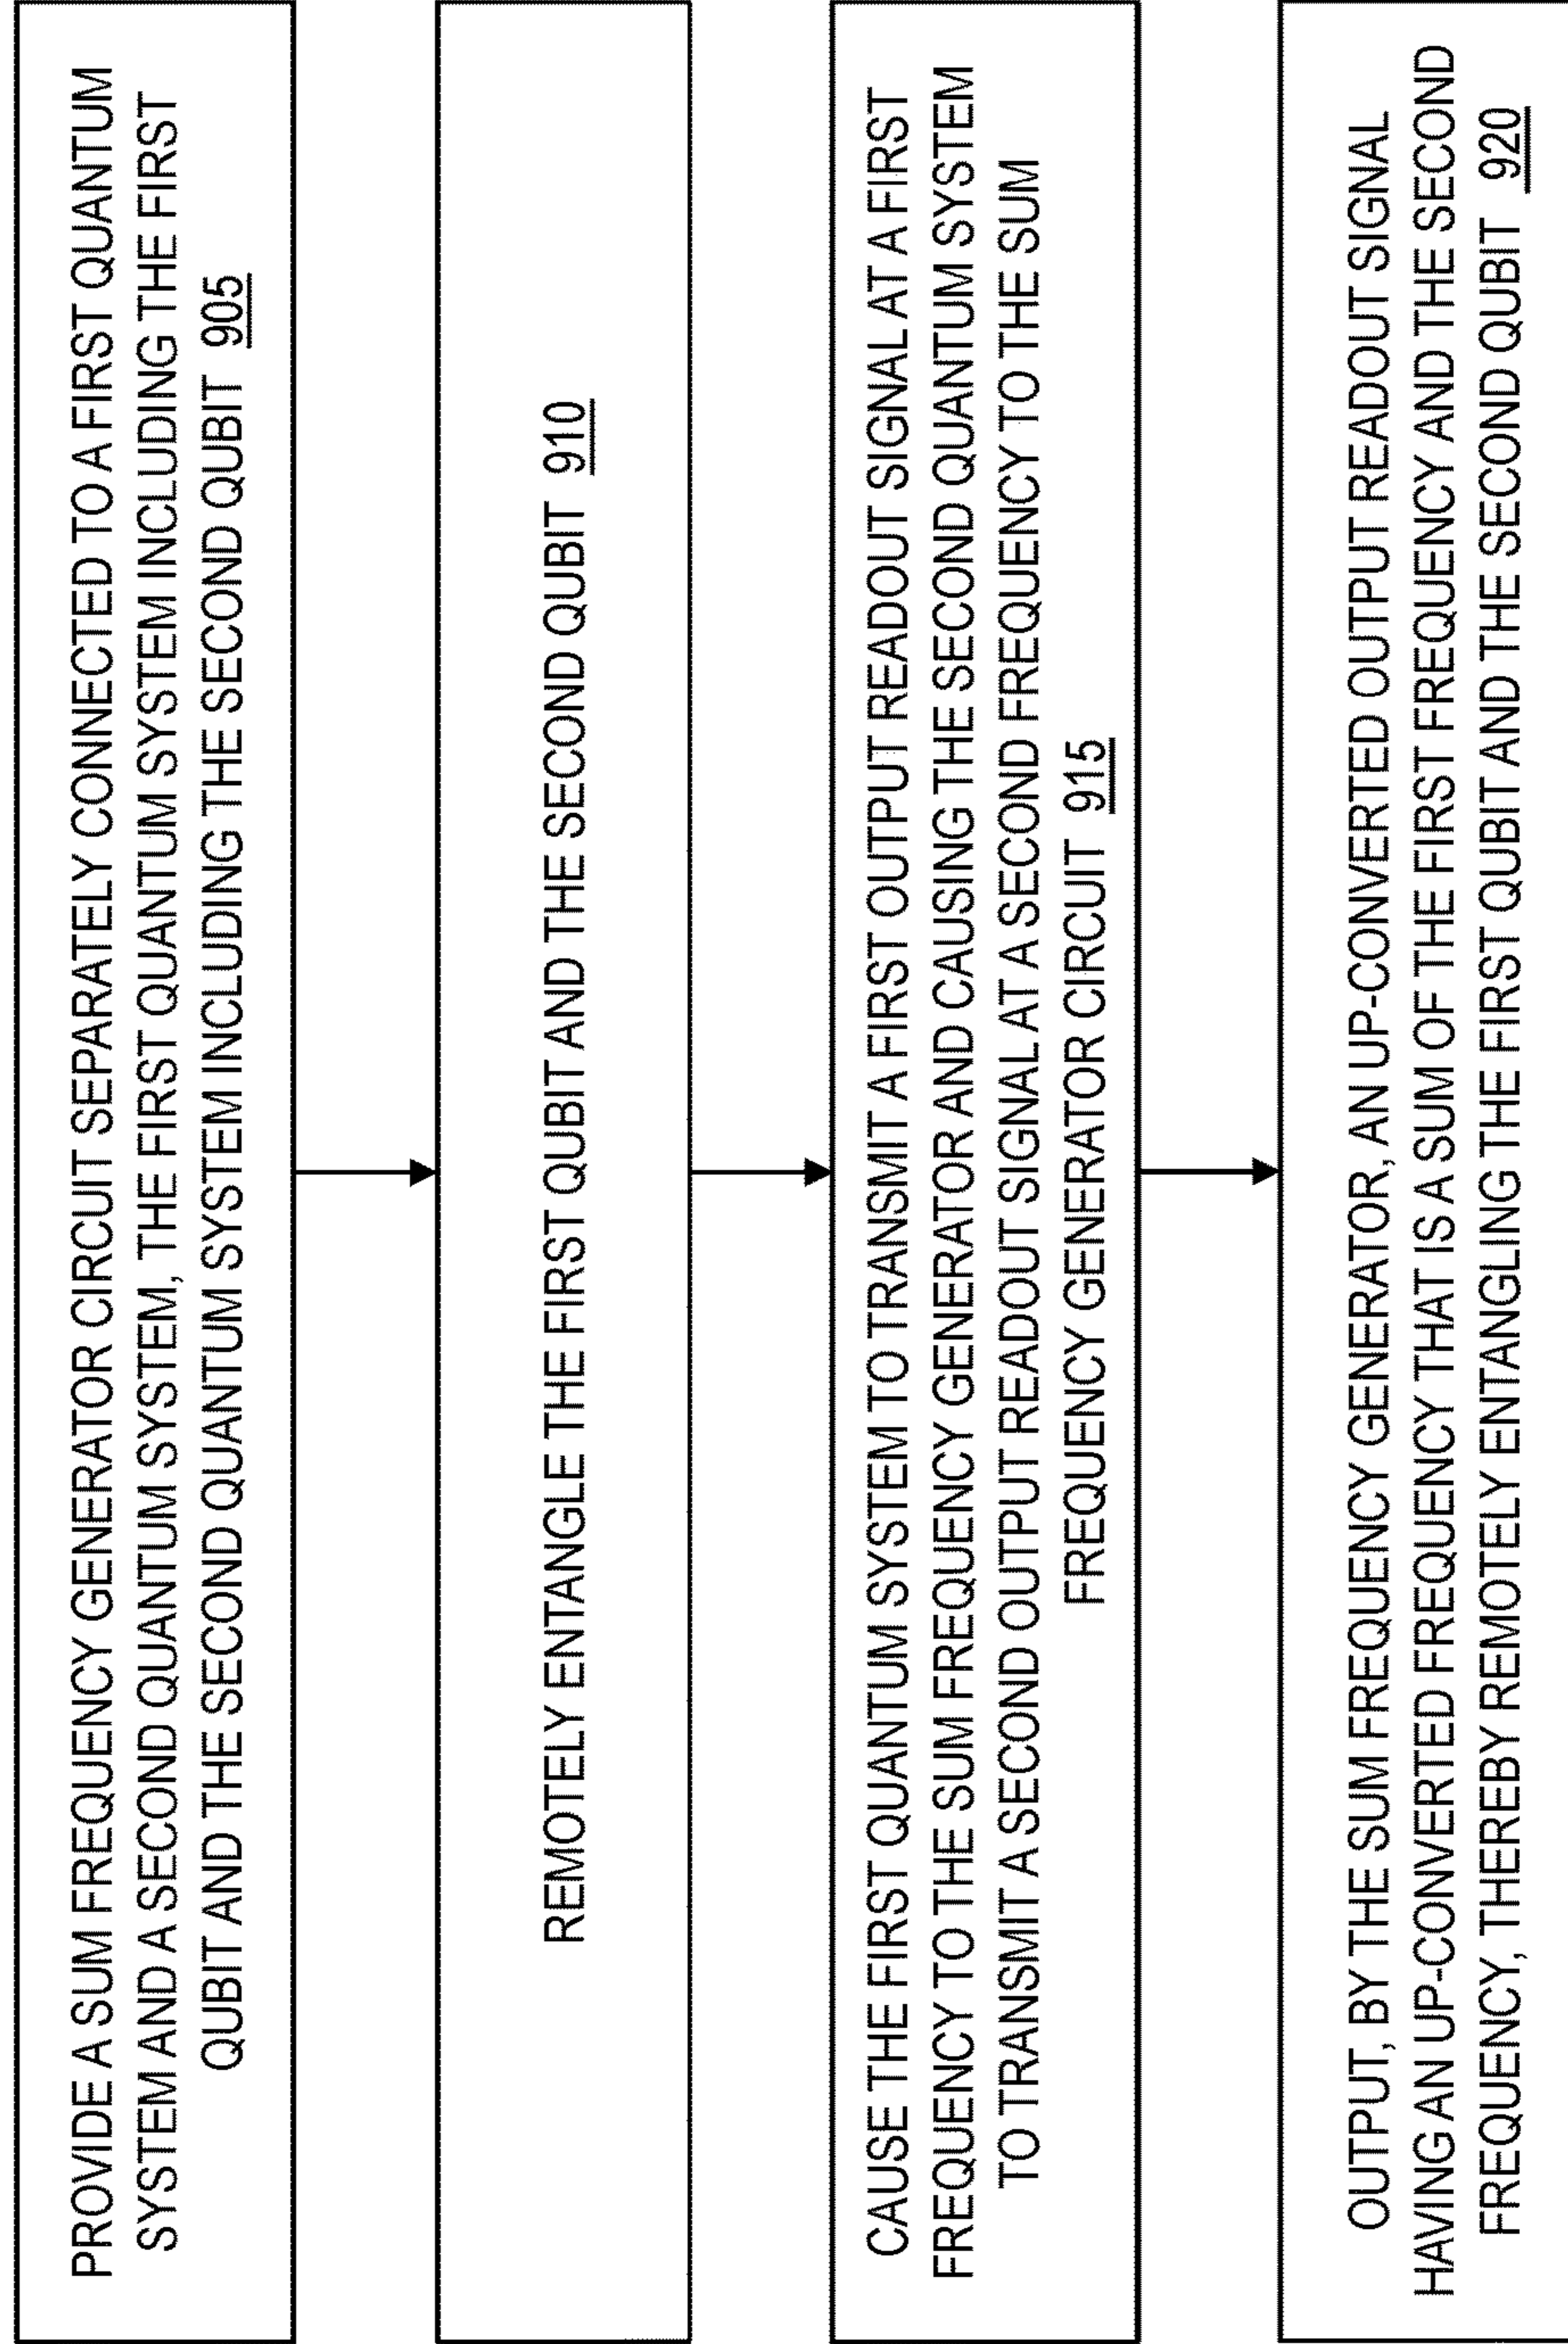 PROVIDE A SUM FREQUENCY GENERATOR CIRCUIT SEPARATELY CONNECTED TO A FIRST QUANTUM
SYSTEM AND A SECOND QUANTUM SYSTEM, THE FIRST QUANTUM SYSTEM INCLUDING THE FIRST
QUBIT AND THE SECOND QUANTUM SYSTEM INCLUDING THE SECOND QUBIT 905
REMOTELY ENTANGLE THE FIRST QUBIT AND THE SECOND QUBIT 910
CAUSE THE FIRST QUANTUM SYSTEM TO TRANSMIT A FIRST OUTPUT READOUT SIGNAL AT A FIRST
FREQUENCY TO THE SUM FREQUENCY GENERATOR AND CAUSING THE SECOND QUANTUM SYSTEM
TO TRANSMIT A SECOND OUTPUT READOUT SIGNAL AT A SECOND FREQUENCY TO THE SUM
FREQUENCY GENERATOR CIRCUIT 915
OUTPUT, BY THE SUM FREQUENCY GENERATOR, AN UP-CONVERTED OUTPUT READOUT SIGNAL
HAVING AN UP-CONVERTED FREQUENCY THAT IS A SUM OF THE FIRST FREQUENCY AND THE SECOND
FREQUENCY, THEREBY REMOTELY ENTANGLING THE FIRST QUBIT AND THE SECOND QUBIT 920